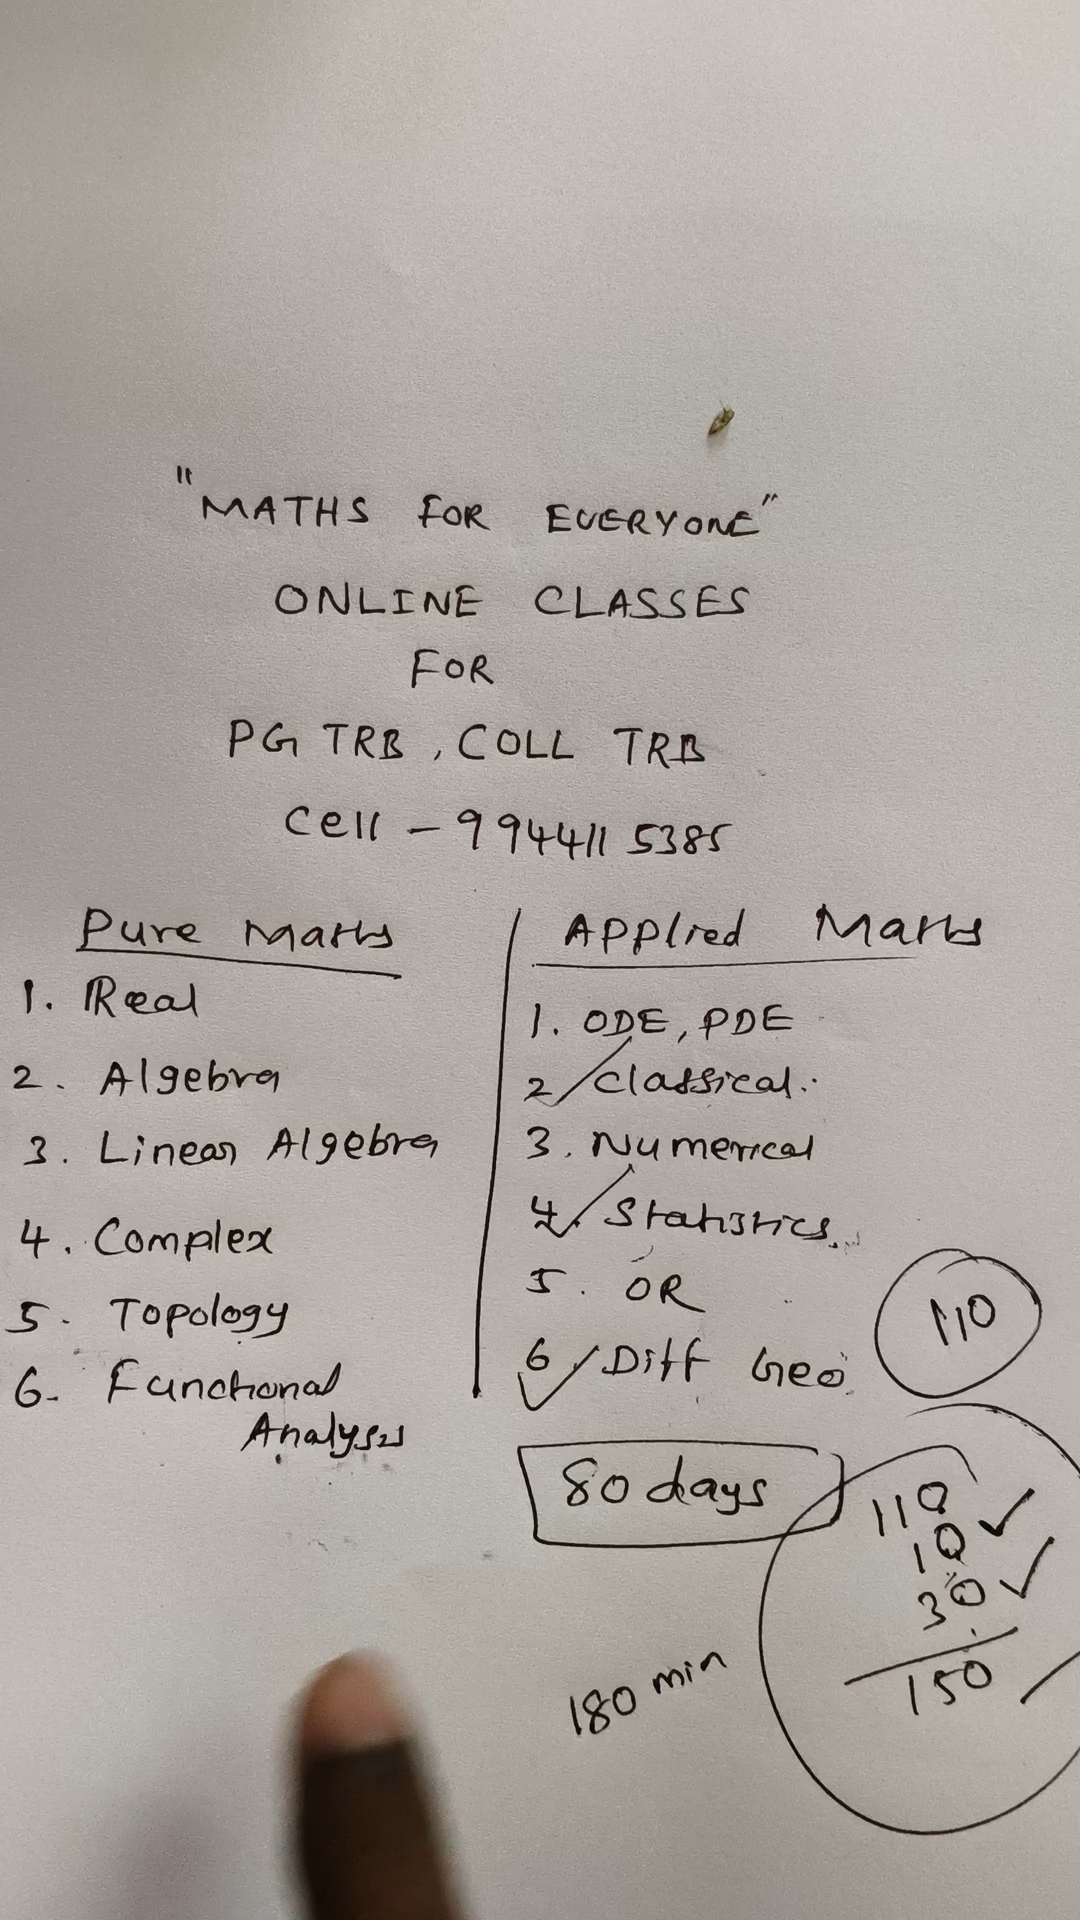 "MATHS FOR EVERYONE"
ONLINE CLASSES
FOR
PG TRB, COLL TRB
Cell - 9944115385
Pure Maths
1. Real
2. Algebra
3. Linear Algebra
4. Complex
5. Topology
6. Functional
Analysis
Applied Maths
1. ODE, PDE
2 Classical.
3. Numerical
4. Statistics
5. OR
6 Diff Geo
110
80 days
110
10
30
150
180 min